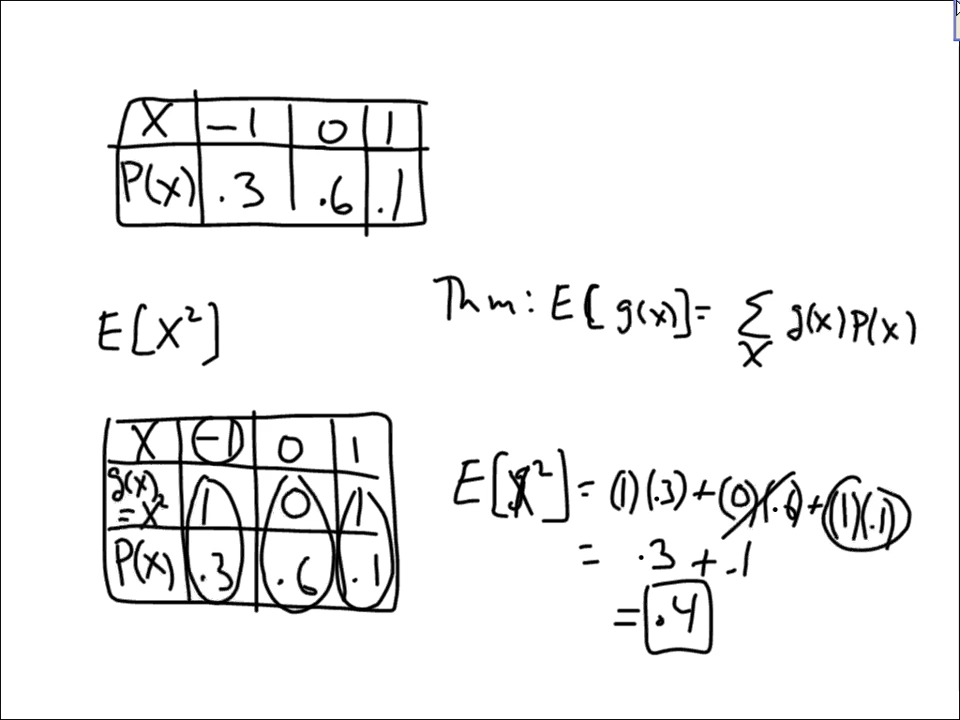 X -1 0 1
P(x) .3 .6 .1
E[X²]
Thm: E[g(x)] = ∑ g(x)P(x)
x
X -1 0 1
g(x) = x² 1 0 1
P(x) .3 .6 .1
E[X²] = (1)(.3)+(0)(.6)+(1)(.1)
= .3 + .1
= .4